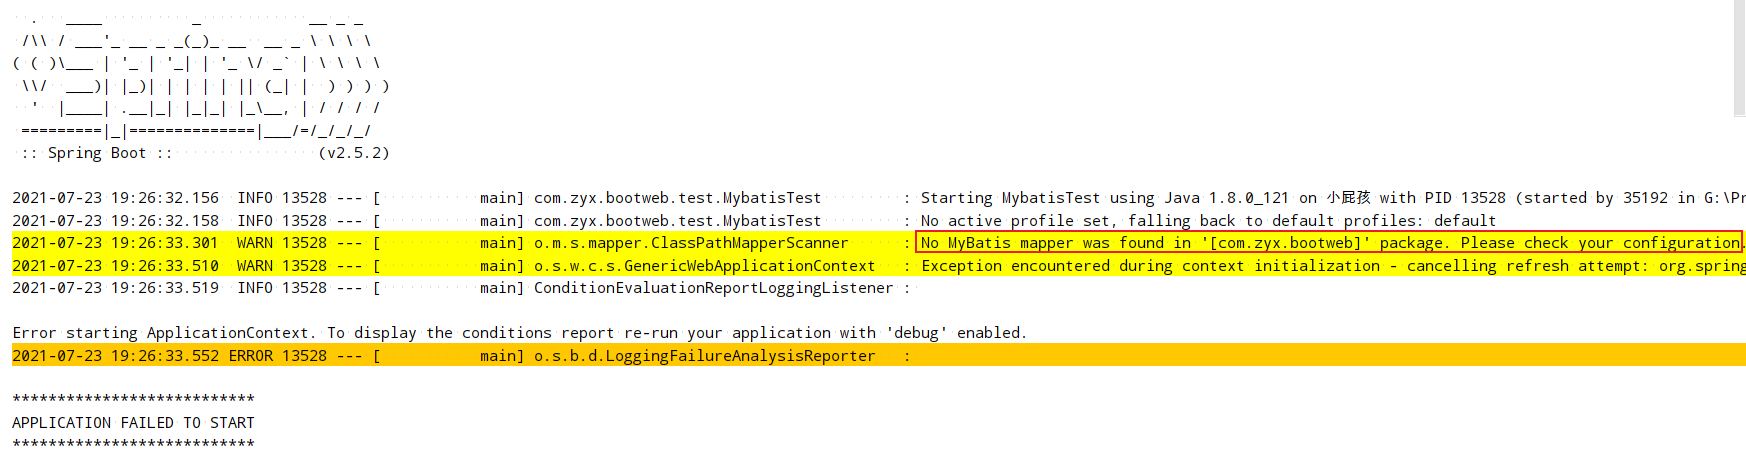 .   ____          _            __ _ _
 /\\ / ___'_ __ _ _(_)_ __  __ _ \ \ \ \
( ( )\___ | '_ | '_| | '_ \/ _` | \ \ \ \
 \\/  ___)| |_)| | | | | || (_| |  ) ) ) )
  '  |____| .__|_| |_|_| |_\__, | / / / /
 =========|_|==============|___/=/_/_/_/
 :: Spring Boot ::                (v2.5.2)
2021-07-23 19:26:32.156  INFO 13528 --- [           main] com.zyx.bootweb.test.MybatisTest         : Starting MybatisTest using Java 1.8.0_121 on 小屁孩 with PID 13528 (started by 35192 in G:\Pr
2021-07-23 19:26:32.158  INFO 13528 --- [           main] com.zyx.bootweb.test.MybatisTest         : No active profile set, falling back to default profiles: default
2021-07-23 19:26:33.301  WARN 13528 --- [           main] o.m.s.mapper.ClassPathMapperScanner      : No MyBatis mapper was found in '[com.zyx.bootweb]' package. Please check your configuration.
2021-07-23 19:26:33.510  WARN 13528 --- [           main] o.s.w.c.s.GenericWebApplicationContext   : Exception encountered during context initialization - cancelling refresh attempt: org.spring
2021-07-23 19:26:33.519  INFO 13528 --- [           main] ConditionEvaluationReportLoggingListener :
Error starting ApplicationContext. To display the conditions report re-run your application with 'debug' enabled.
2021-07-23 19:26:33.552 ERROR 13528 --- [           main] o.s.b.d.LoggingFailureAnalysisReporter   :
***************************
APPLICATION FAILED TO START
***************************